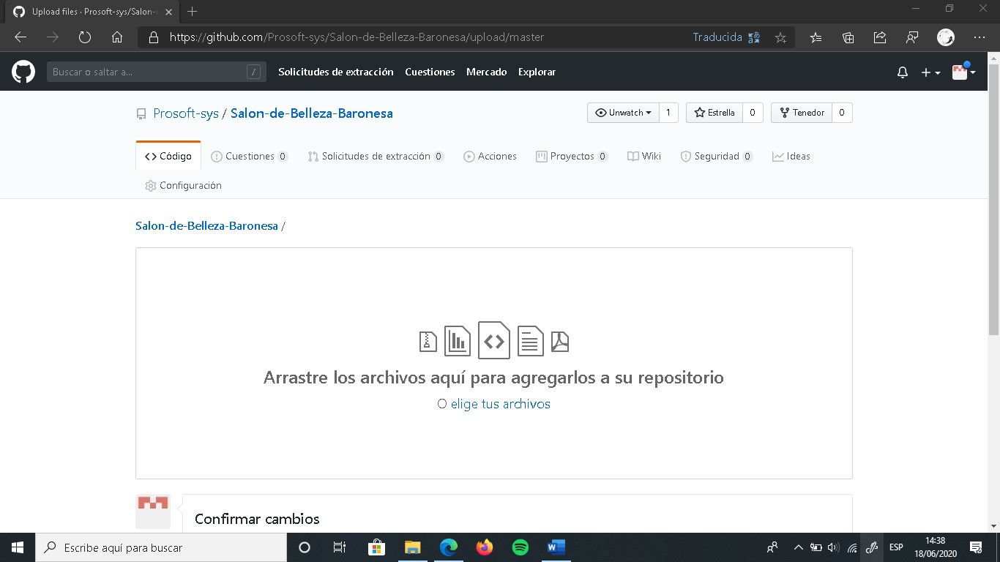 Upload files · Prosoft-sys/Salon-
https://github.com/Prosoft-sys/Salon-de-Belleza-Baronesa/upload/master
Traducida
Buscar o saltar a...
/
Solicitudes de extracción Cuestiones Mercado Explorar
Prosoft-sys / Salon-de-Belleza-Baronesa
Unwatch 1
Estrella 0
Tenedor 0
Código
Cuestiones 0
Solicitudes de extracción 0
Acciones
Proyectos 0
Wiki
Seguridad 0
Ideas
Configuración
Salon-de-Belleza-Baronesa /
Arrastre los archivos aquí para agregarlos a su repositorio
O elige tus archivos
Confirmar cambios
Escribe aquí para buscar
ESP
14:38
18/06/2020